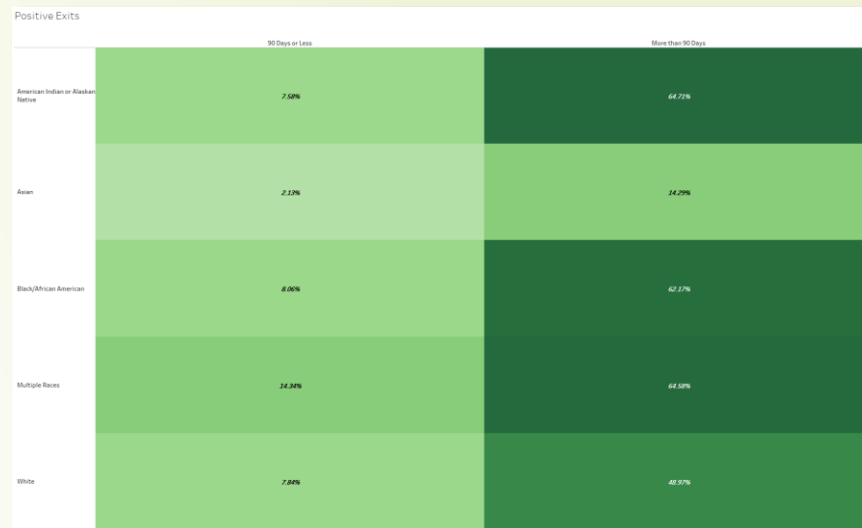 Positive Exits
90 Days or Less
More than 90 Days
American Indian or Alaskan
Native
7.58%
64.71%
Asian
2.13%
14.29%
Black/African American
8.06%
62.17%
Multiple Races
14.34%
64.58%
White
7.84%
48.97%